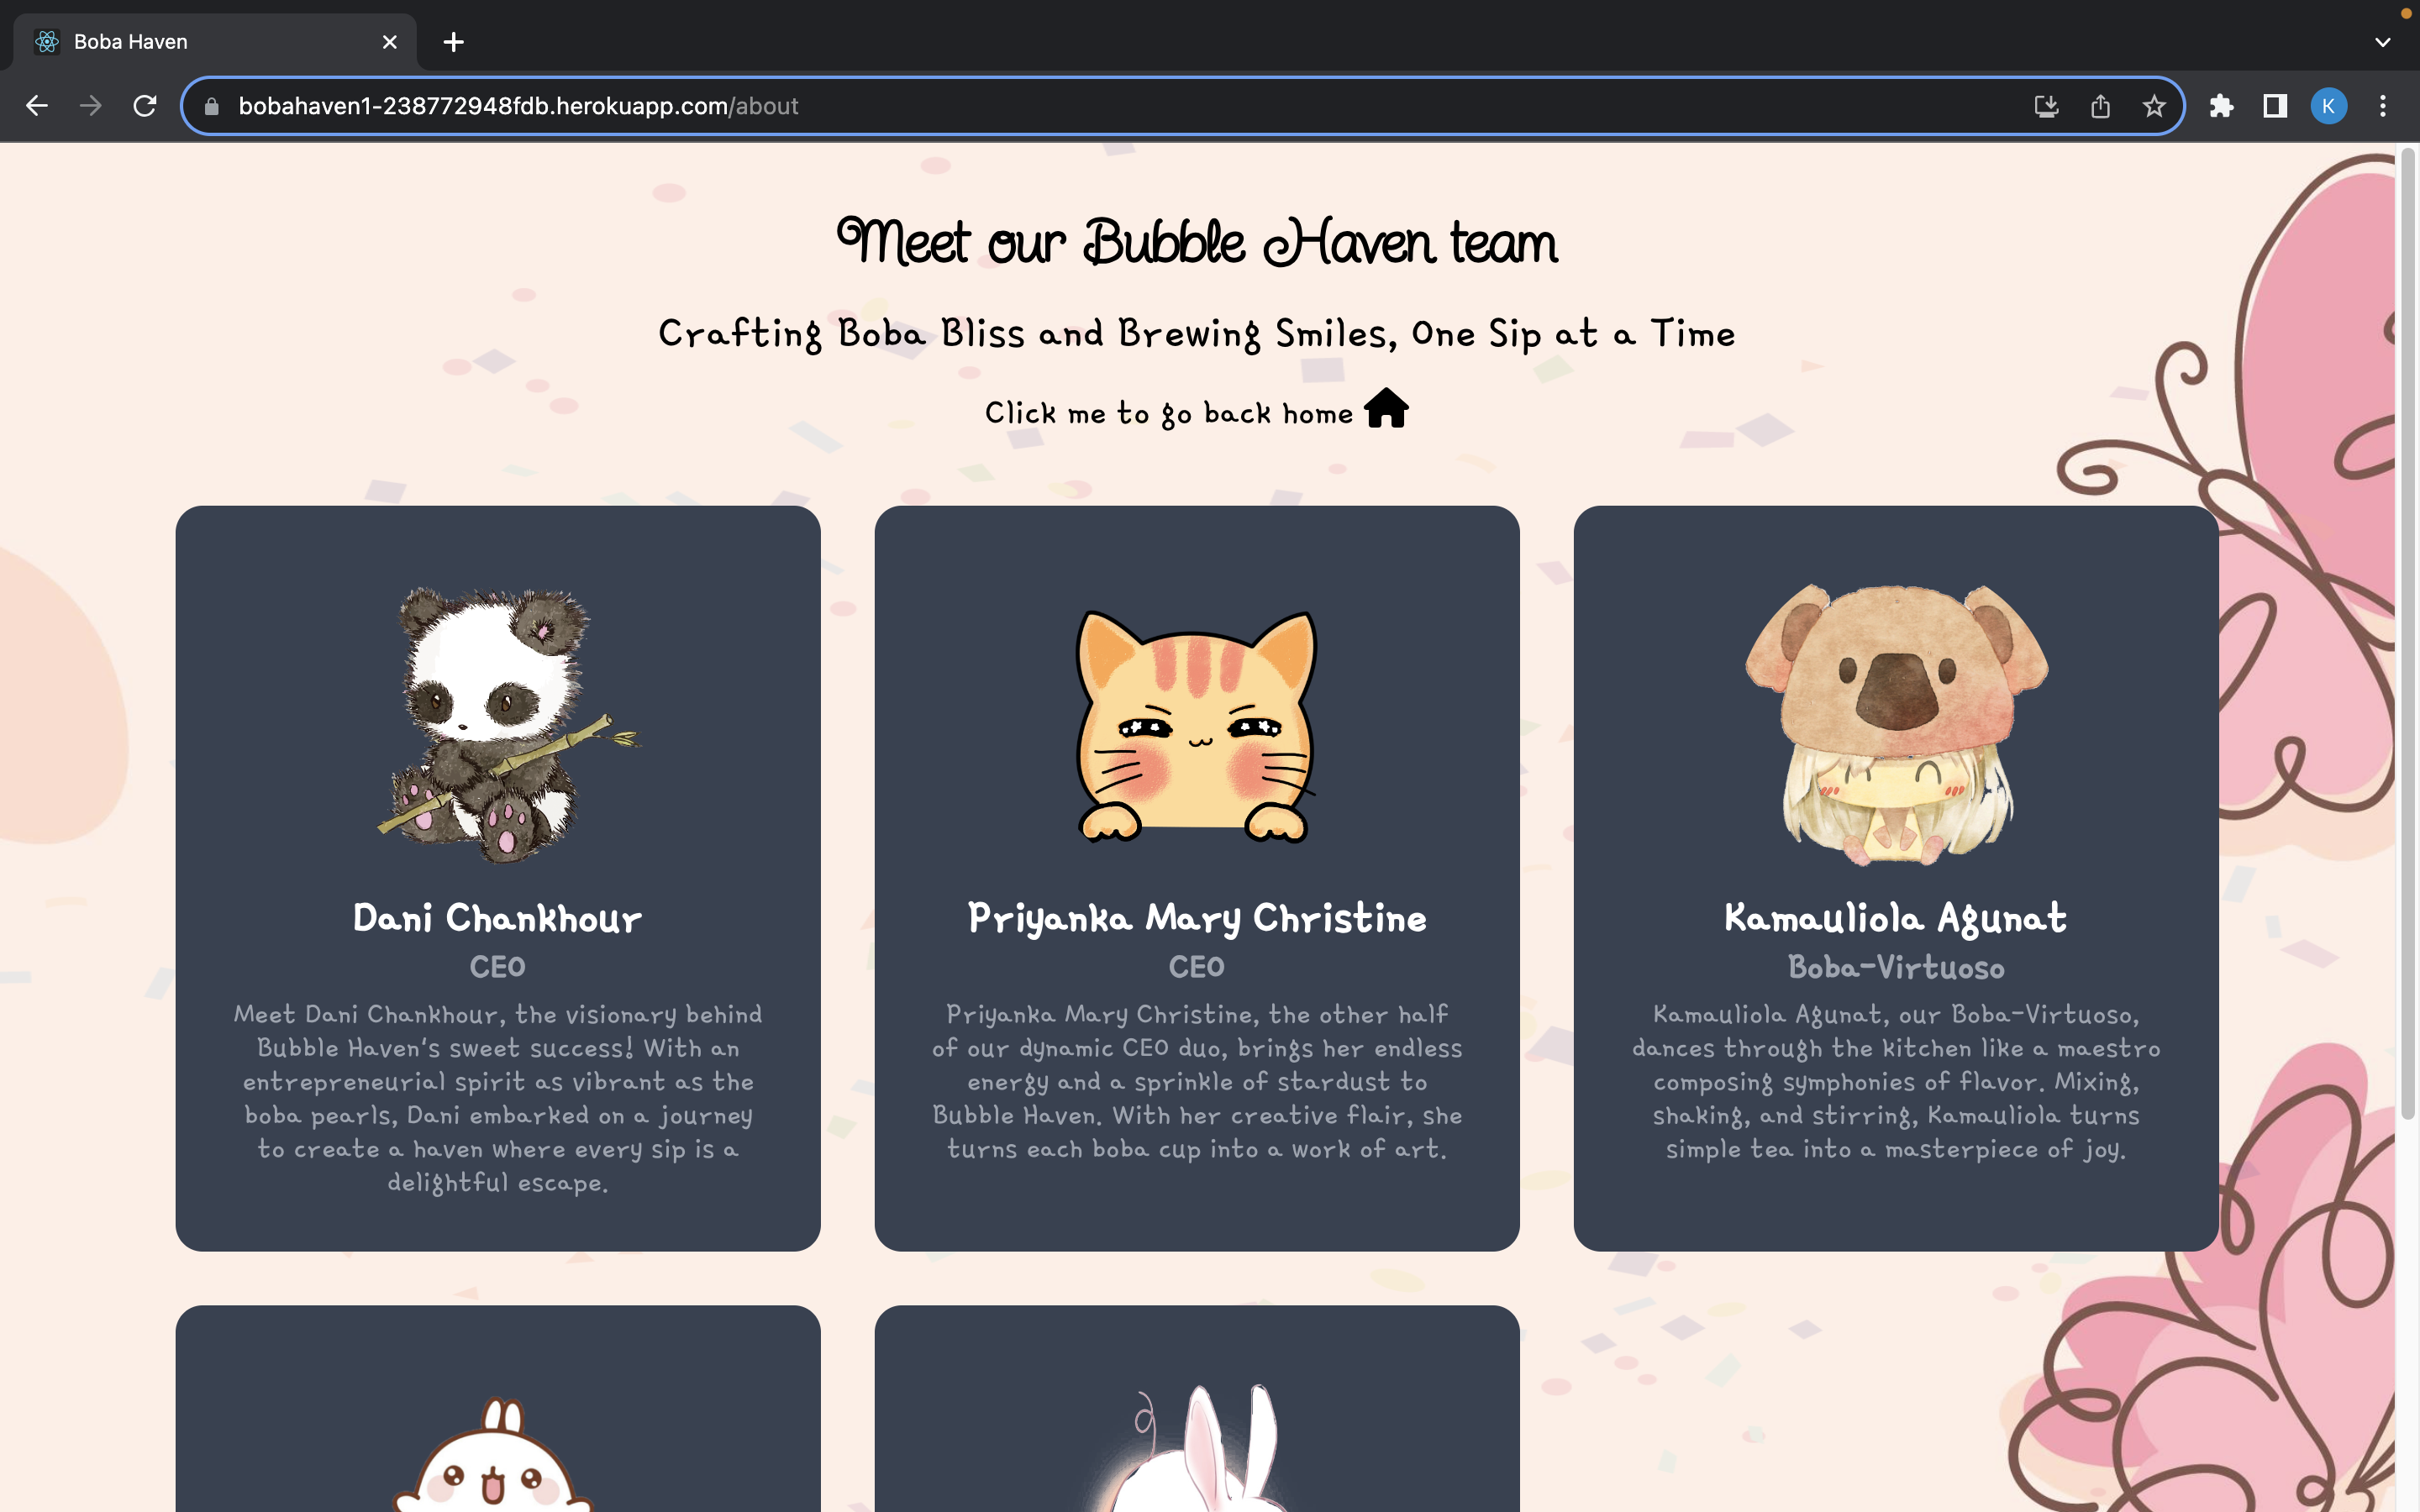 Boba Haven
bobahaven1-238772948fdb.herokuapp.com/about
K
Meet our Bubble Haven team
Crafting Boba Bliss and Brewing Smiles, One Sip at a Time
Click me to go back home
Dani Chankhour
CEO
Meet Dani Chankhour, the visionary behind
Bubble Haven's sweet success! With an
entrepreneurial spirit as vibrant as the
boba pearls, Dani embarked on a journey
to create a haven where every sip is a
delightful escape.
Priyanka Mary Christine
CEO
Priyanka Mary Christine, the other half
of our dynamic CEO duo, brings her endless
energy and a sprinkle of stardust to
Bubble Haven. With her creative flair, she
turns each boba cup into a work of art.
Kamauliola Agunat
Boba-Virtuoso
Kamauliola Agunat, our Boba-Virtuoso,
dances through the kitchen like a maestro
composing symphonies of flavor. Mixing,
shaking, and stirring, Kamauliola turns
simple tea into a masterpiece of joy.